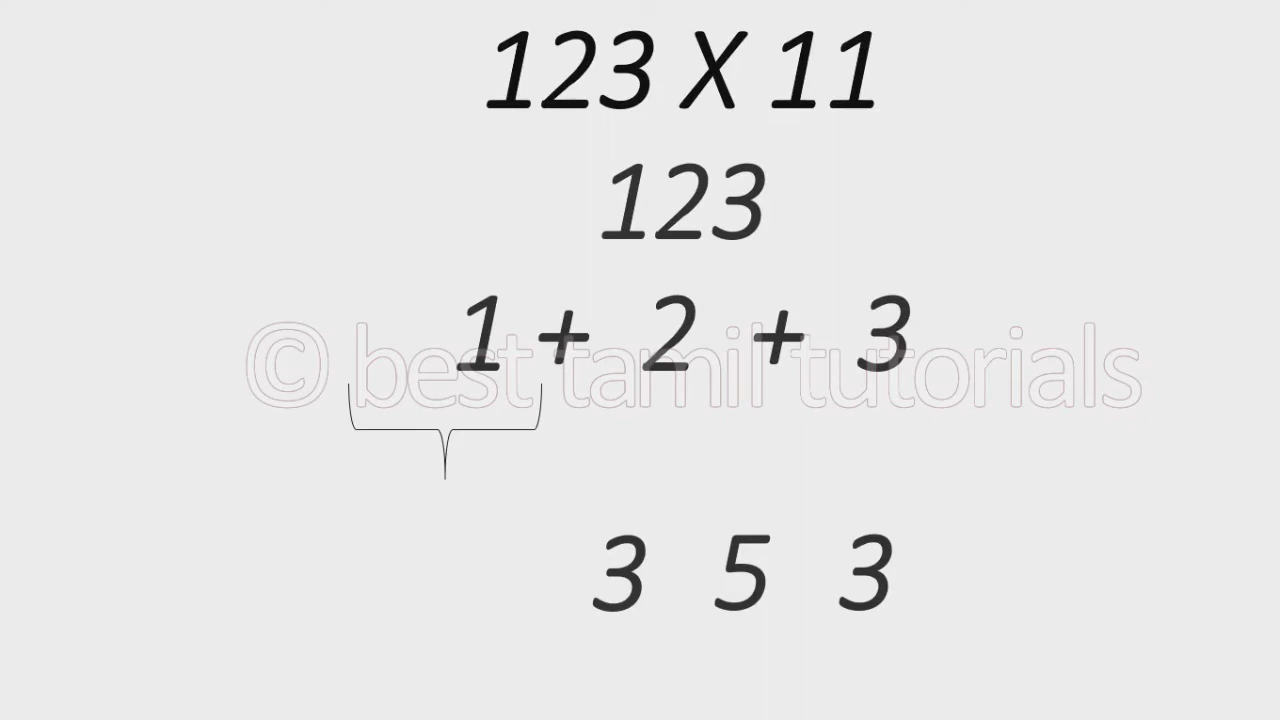 123 X 11
123
1 + 2 + 3
© best tamil tutorials
3 5 3